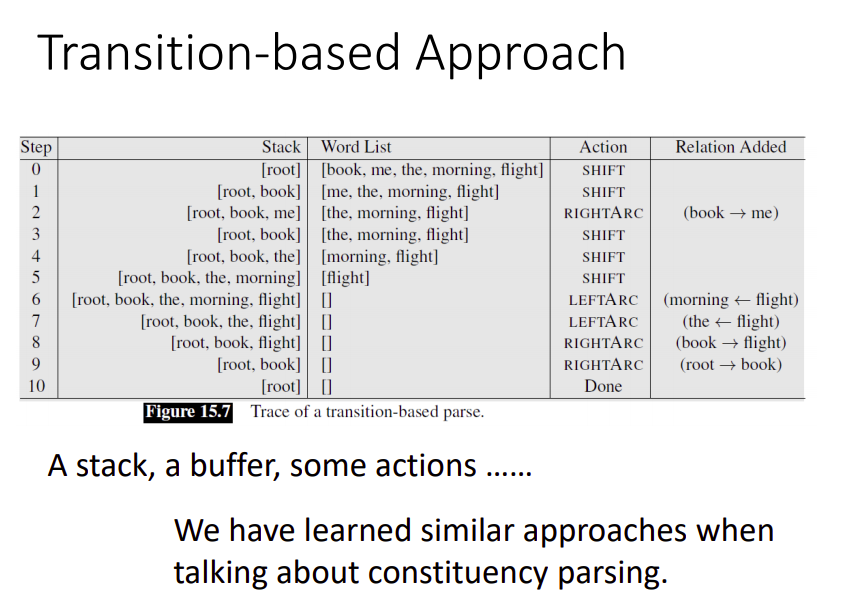 Transition-based Approach
Step Stack Word List Action Relation Added
0 [root] [book, me, the, morning, flight] SHIFT
1 [root, book] [me, the, morning, flight] SHIFT
2 [root, book, me] [the, morning, flight] RIGHTARC (book → me)
3 [root, book] [the, morning, flight] SHIFT
4 [root, book, the] [morning, flight] SHIFT
5 [root, book, the, morning] [flight] SHIFT
6 [root, book, the, morning, flight] [] LEFTARC (morning ← flight)
7 [root, book, the, flight] [] LEFTARC (the ← flight)
8 [root, book, flight] [] RIGHTARC (book → flight)
9 [root, book] [] RIGHTARC (root → book)
10 [root] [] Done
Figure 15.7 Trace of a transition-based parse.
A stack, a buffer, some actions ……
We have learned similar approaches when
talking about constituency parsing.